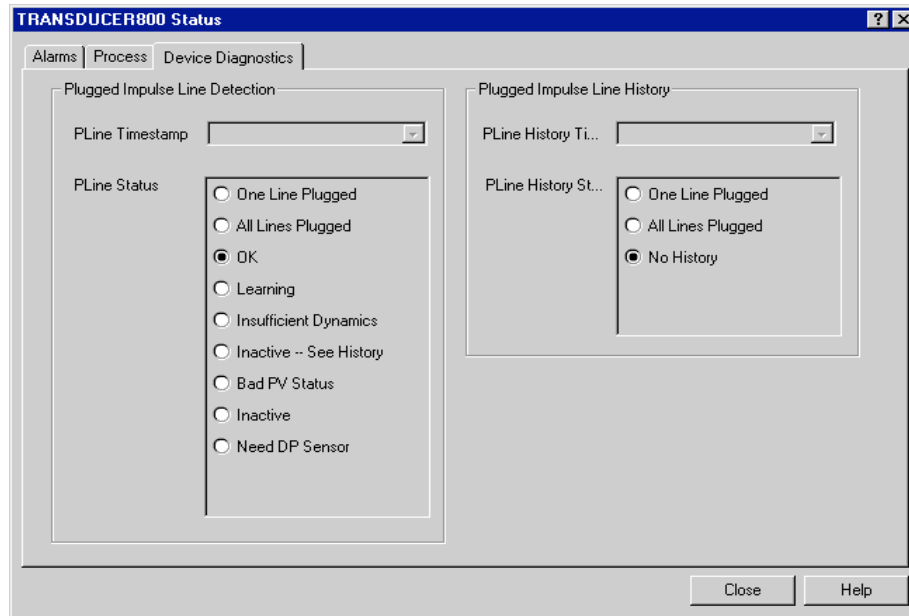 TRANSDUCER800 Status
Alarms Process Device Diagnostics
Plugged Impulse Line Detection
PLine Timestamp
PLine Status
One Line Plugged
All Lines Plugged
OK
Learning
Insufficient Dynamics
Inactive -- See History
Bad PV Status
Inactive
Need DP Sensor
Plugged Impulse Line History
PLine History Ti...
PLine History St...
One Line Plugged
All Lines Plugged
No History
Close Help